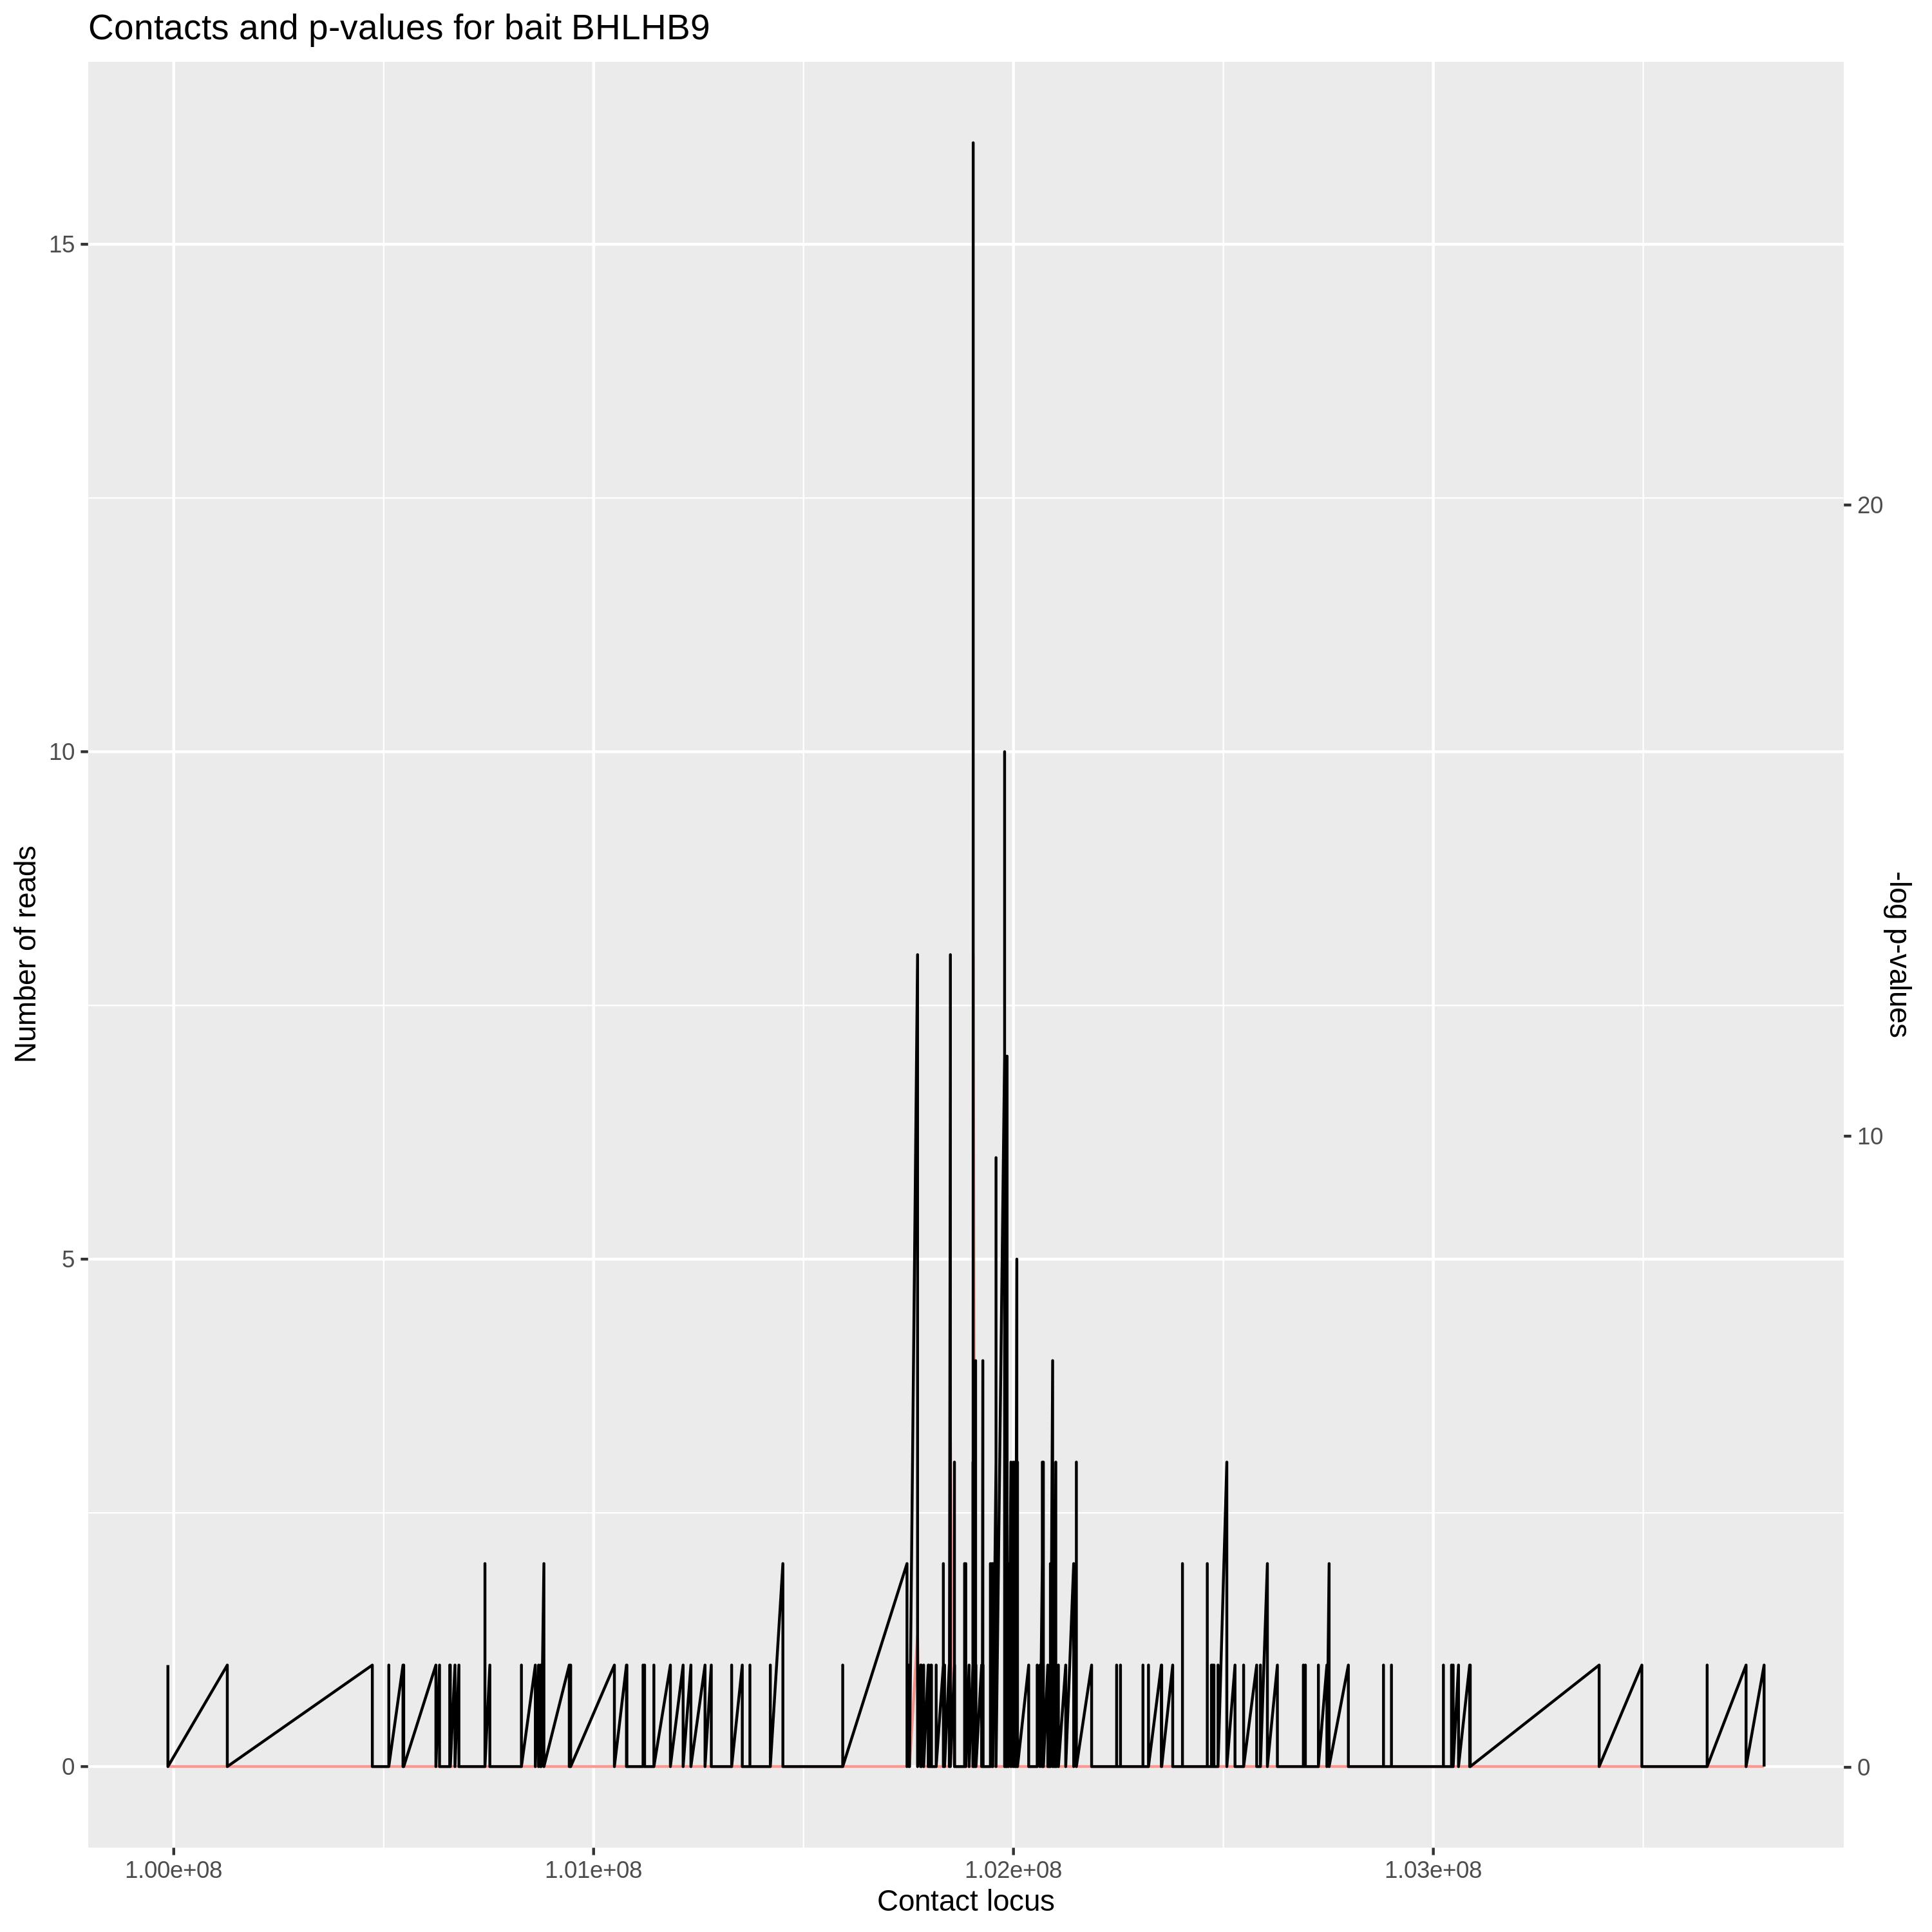 Contacts and p-values for bait BHLHB9
15
10
5
0
Number of reads
20
10
0
-log p-values
1.00e+08
1.01e+08
1.02e+08
1.03e+08
Contact locus